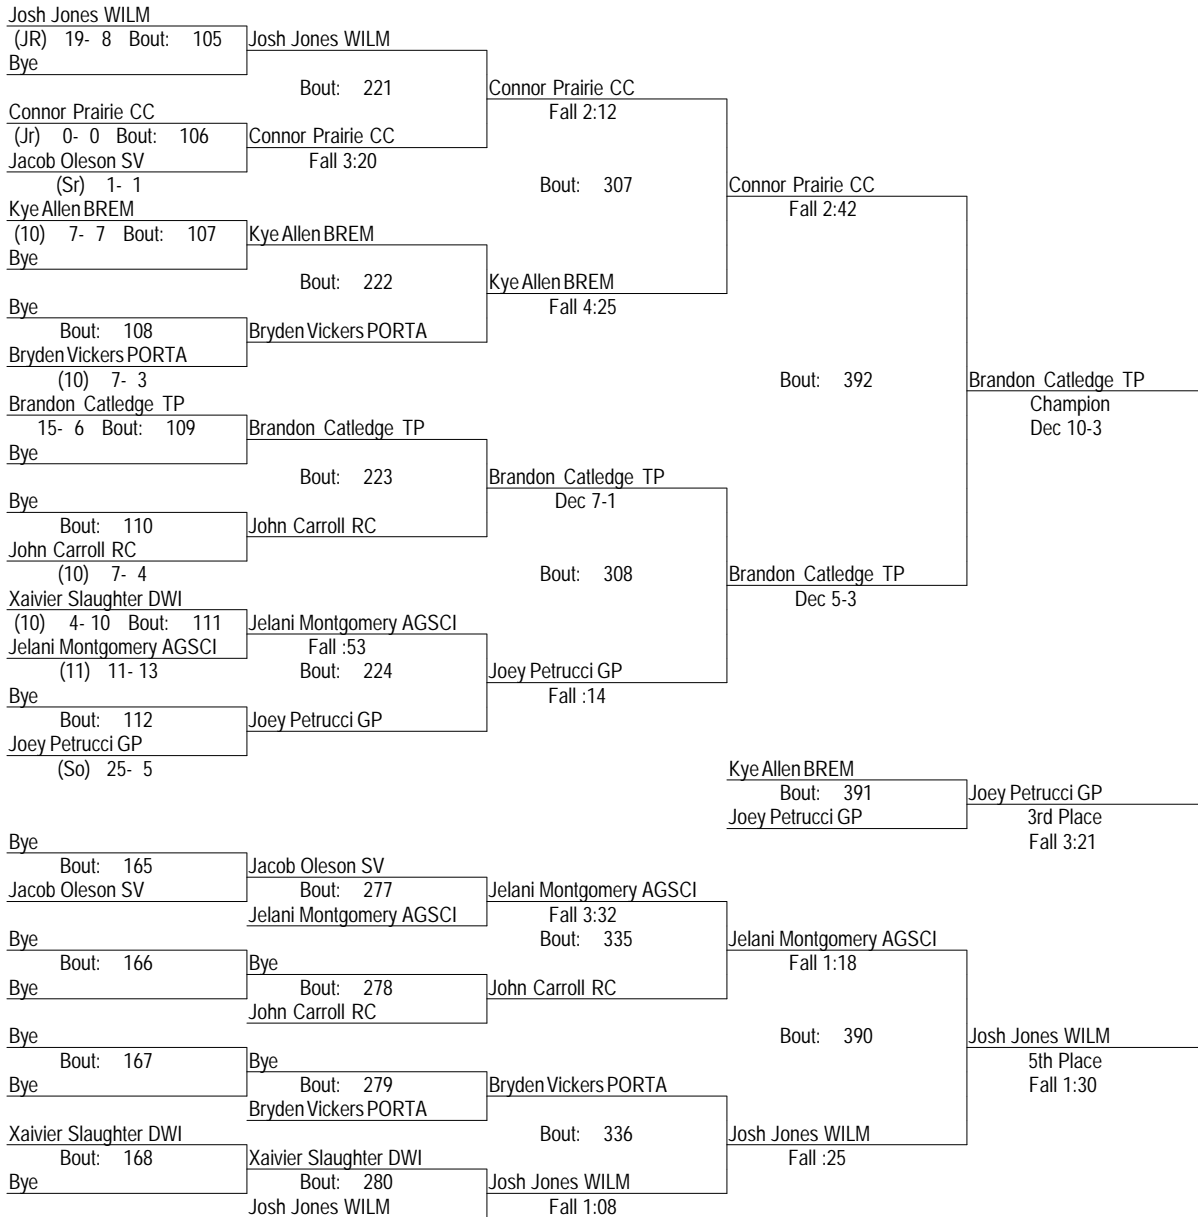 Josh Jones WILM
(JR) 19- 8 Bout: 105 Josh Jones WILM
Bye
Bout: 221 Connor Prairie CC
Connor Prairie CC Fall 2:12
(Jr) 0- 0 Bout: 106 Connor Prairie CC
Jacob Oleson SV Fall 3:20
(Sr) 1- 1 Bout: 307 Connor Prairie CC
Kye Allen BREM Fall 2:42
(10) 7- 7 Bout: 107 Kye Allen BREM
Bye
Bout: 222 Kye Allen BREM
Bye Fall 4:25
Bout: 108 Bryden Vickers PORTA
Bryden Vickers PORTA
(10) 7- 3 Bout: 392 Brandon Catledge TP
Brandon Catledge TP Champion
15- 6 Bout: 109 Brandon Catledge TP Dec 10-3
Bye
Bout: 223 Brandon Catledge TP
Bye Dec 7-1
Bout: 110 John Carroll RC
John Carroll RC
(10) 7- 4 Bout: 308 Brandon Catledge TP
Xaivier Slaughter DWI Dec 5-3
(10) 4- 10 Bout: 111 Jelani Montgomery AGSCI
Jelani Montgomery AGSCI Fall :53
(11) 11- 13 Bout: 224 Joey Petrucci GP
Bye Fall :14
Bout: 112 Joey Petrucci GP
Joey Petrucci GP
(So) 25- 5 Kye Allen BREM
Bout: 391 Joey Petrucci GP
Joey Petrucci GP 3rd Place
Bye Fall 3:21
Bout: 165 Jacob Oleson SV
Jacob Oleson SV Bout: 277 Jelani Montgomery AGSCI
Jelani Montgomery AGSCI Fall 3:32
Bye Bout: 335 Jelani Montgomery AGSCI
Bout: 166 Bye Fall 1:18
Bye Bout: 278 John Carroll RC
John Carroll RC
Bye Bout: 390 Josh Jones WILM
Bout: 167 Bye 5th Place
Bye Bout: 279 Bryden Vickers PORTA Fall 1:30
Bryden Vickers PORTA
Xaivier Slaughter DWI Bout: 336 Josh Jones WILM
Bout: 168 Xaivier Slaughter DWI Fall :25
Bye Bout: 280 Josh Jones WILM
Josh Jones WILM Fall 1:08